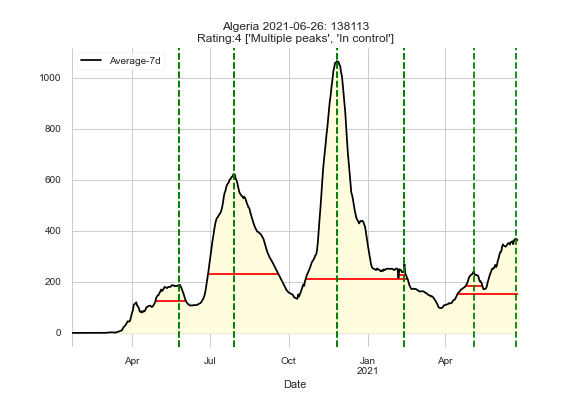 Algeria 2021-06-26: 138113
Rating:4 ['Multiple peaks', 'In control']
Average-7d
1000
800
600
400
200
0
Apr Jul Oct Jan Apr
2021
Date